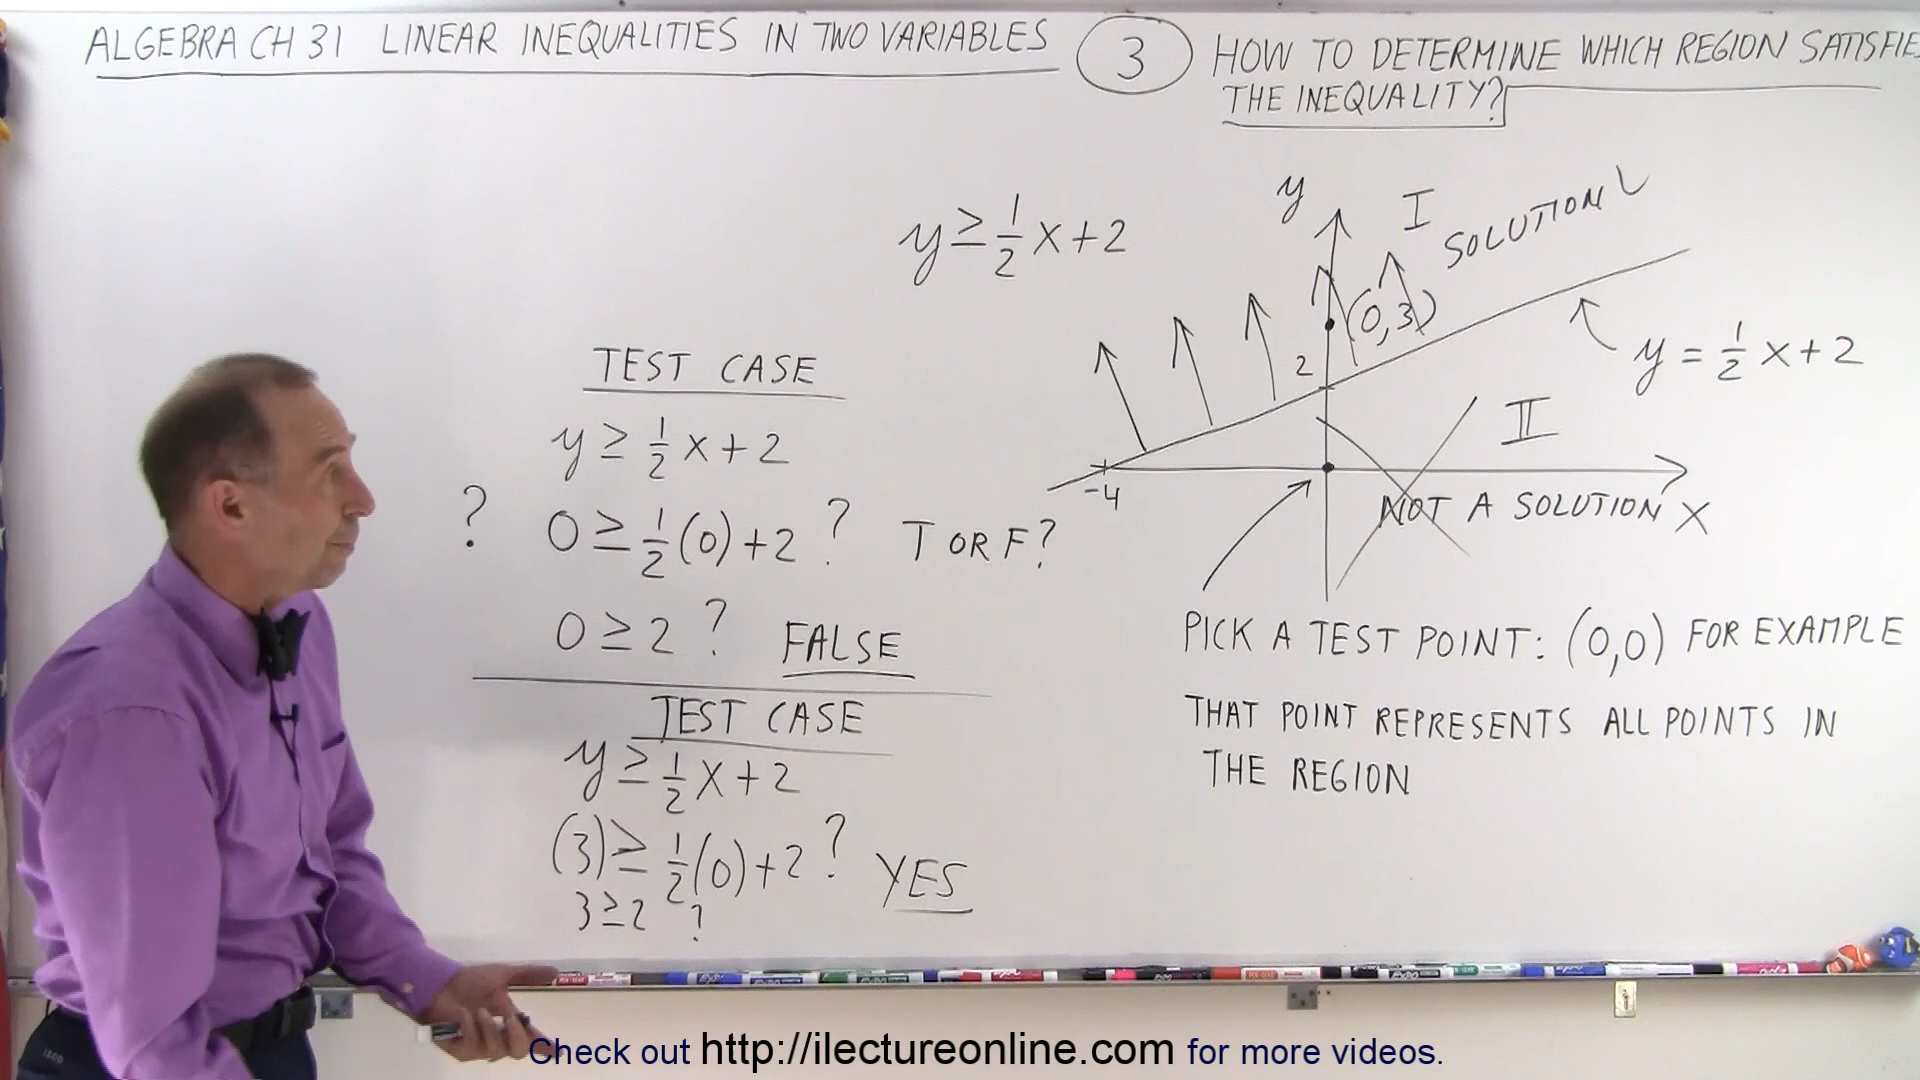 ALGEBRA CH 31 LINEAR INEQUALITIES IN TWO VARIABLES
3
HOW TO DETERMINE WHICH REGION SATISFIE
THE INEQUALITY?
y ≥ 1/2 x + 2
TEST CASE
y ≥ 1/2 x + 2
? 0 ≥ 1/2 (0) + 2 ? T OR F?
0 ≥ 2 ? FALSE
TEST CASE
y ≥ 1/2 x + 2
(3) ≥ 1/2 (0) + 2 ? YES
3 ≥ 2 ?
y
I
SOLUTION
(0,3)
2
y = 1/2 x + 2
II
-4
NOT A SOLUTION
X
PICK A TEST POINT: (0,0) FOR EXAMPLE
THAT POINT REPRESENTS ALL POINTS IN
THE REGION
Check out http://ilectureonline.com for more videos.